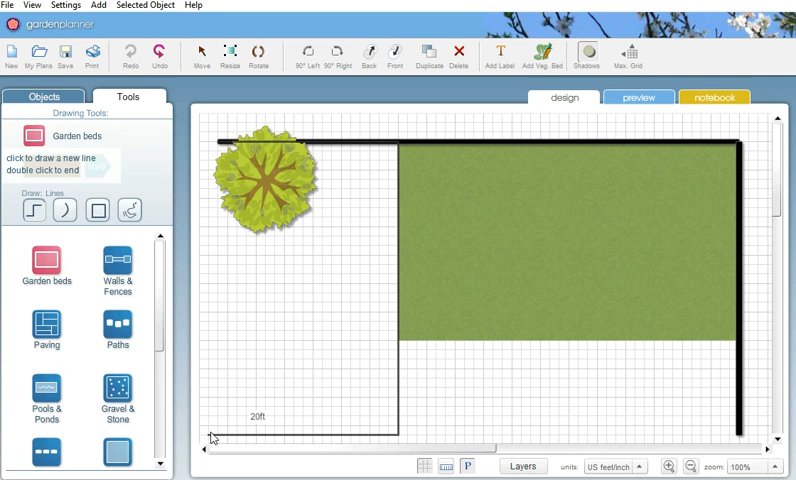 File View Settings Add Selected Object Help
gardenplanner
New My Plans Save Print Redo Undo Move Resize Rotate 90° Left 90° Right Back Front Duplicate Delete Add Label Add Veg. Bed Shadows Max. Grid
Objects Tools design preview notebook
Drawing Tools:
Garden beds
click to draw a new line
double click to end
Draw: Lines
Garden beds Walls &
Fences
Paving Paths
Pools &
Ponds Gravel &
Stone
20ft
P Layers units: US feet/inch zoom: 100%